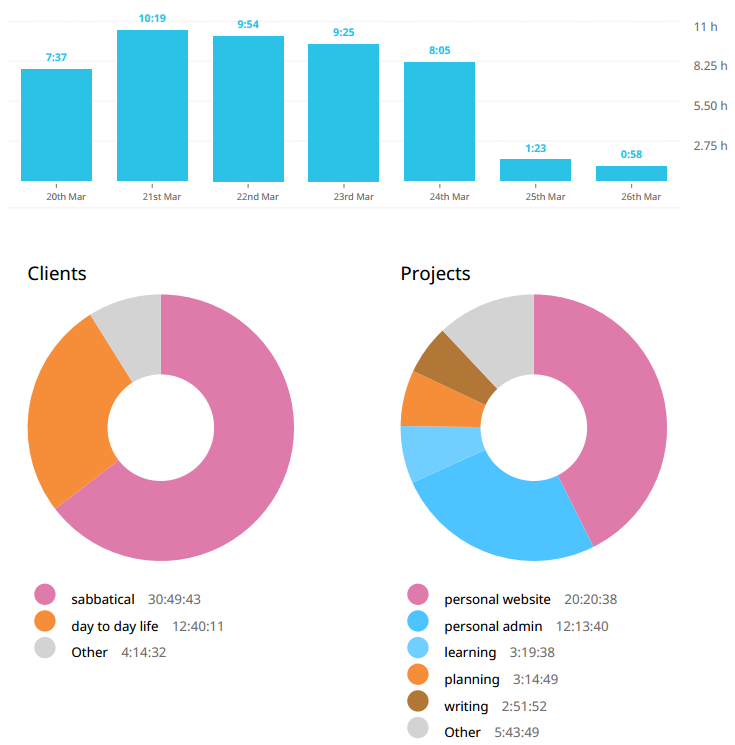 10:19
9:54
9:25
8:05
7:37
1:23
0:58
11 h
8.25 h
5.50 h
2.75 h
20th Mar
21st Mar
22nd Mar
23rd Mar
24th Mar
25th Mar
26th Mar
Clients
sabbatical 30:49:43
day to day life 12:40:11
Other 4:14:32
Projects
personal website 20:20:38
personal admin 12:13:40
learning 3:19:38
planning 3:14:49
writing 2:51:52
Other 5:43:49